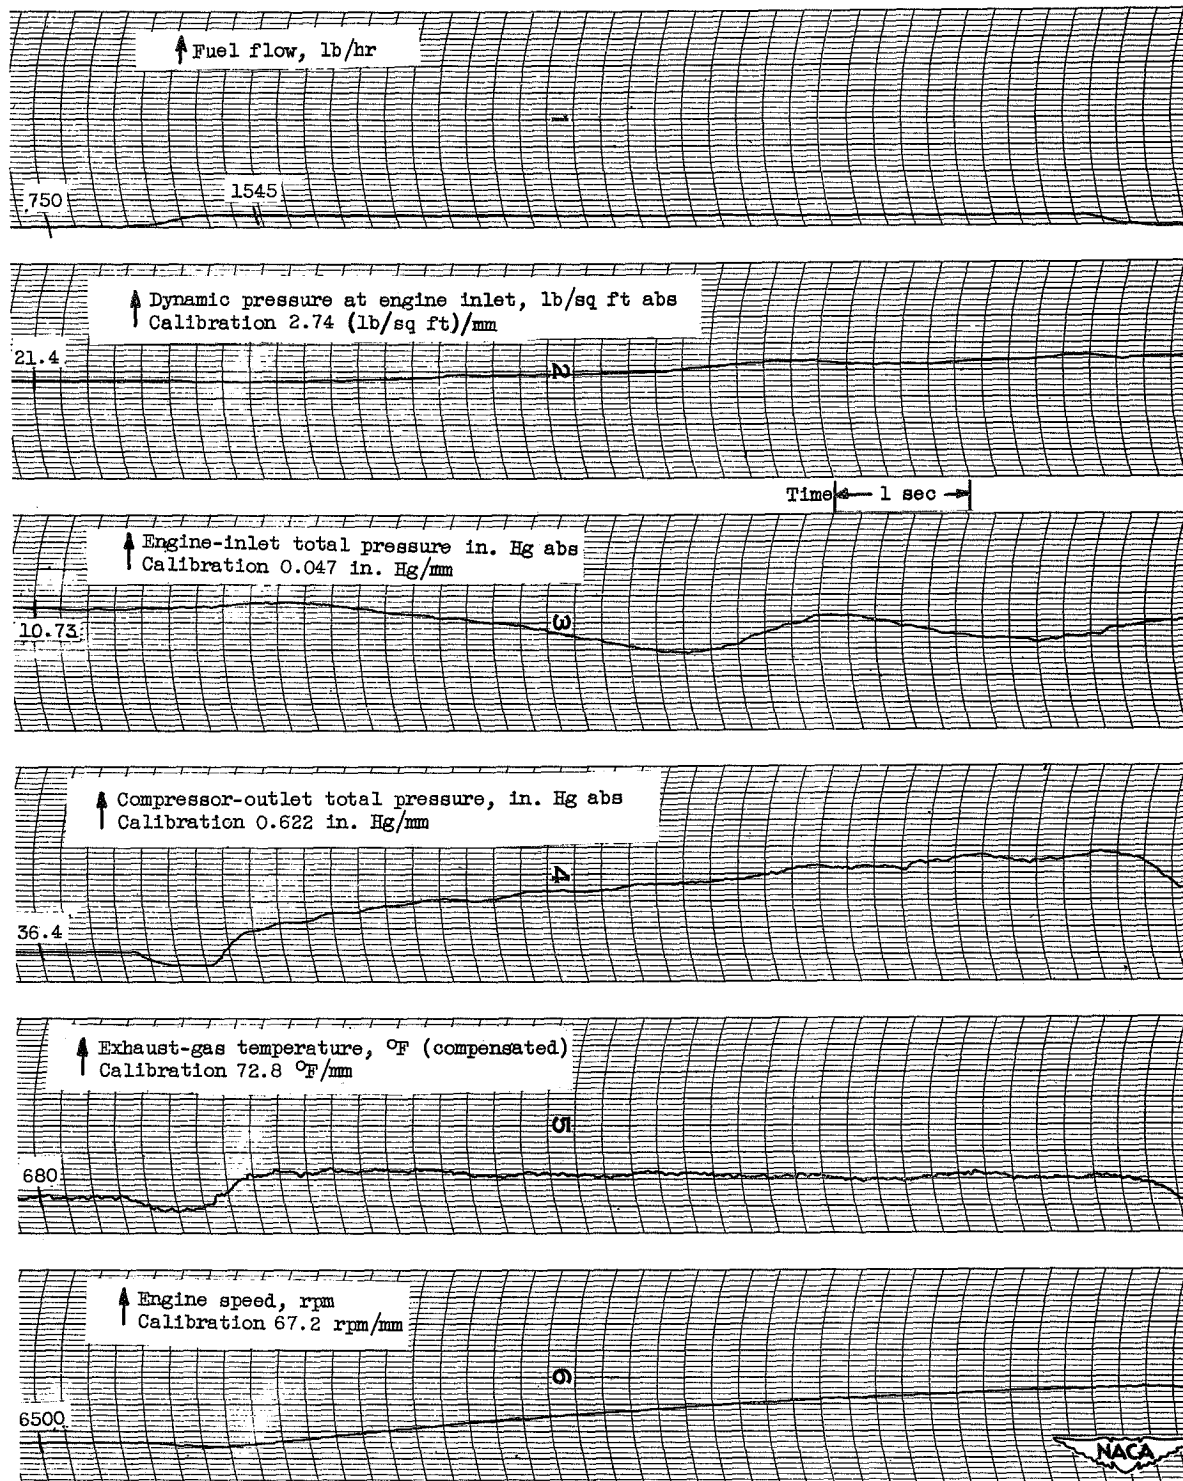 Fuel flow, lb/hr
1
750
1545
Dynamic pressure at engine inlet, lb/sq ft abs
Calibration 2.74 (lb/sq ft)/mm
21.4
2
Time
1 sec
Engine-inlet total pressure in. Hg abs
Calibration 0.047 in. Hg/mm
3
10.73
Compressor-outlet total pressure, in. Hg abs
Calibration 0.622 in. Hg/mm
4
36.4
Exhaust-gas temperature, °F (compensated)
Calibration 72.8 °F/mm
5
680
Engine speed, rpm
Calibration 67.2 rpm/mm
6
6500
NACA